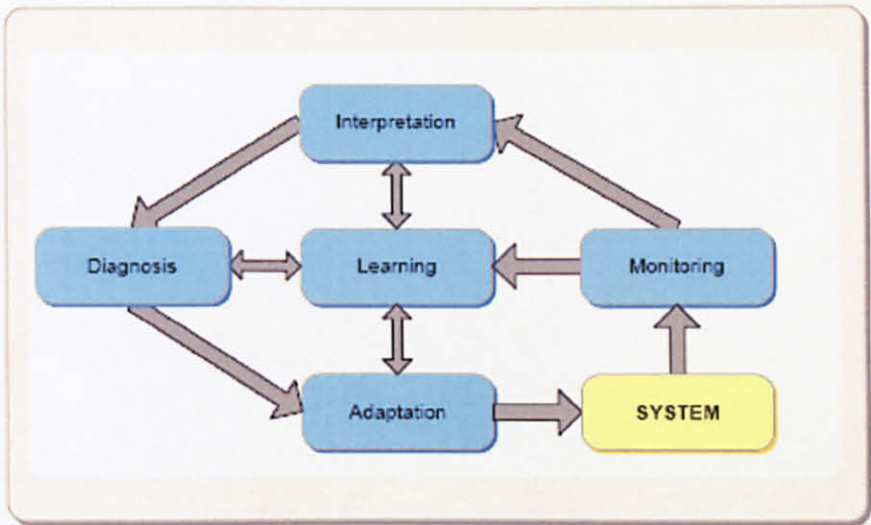 Interpretation
Diagnosis
Learning
Monitoring
Adaptation
SYSTEM